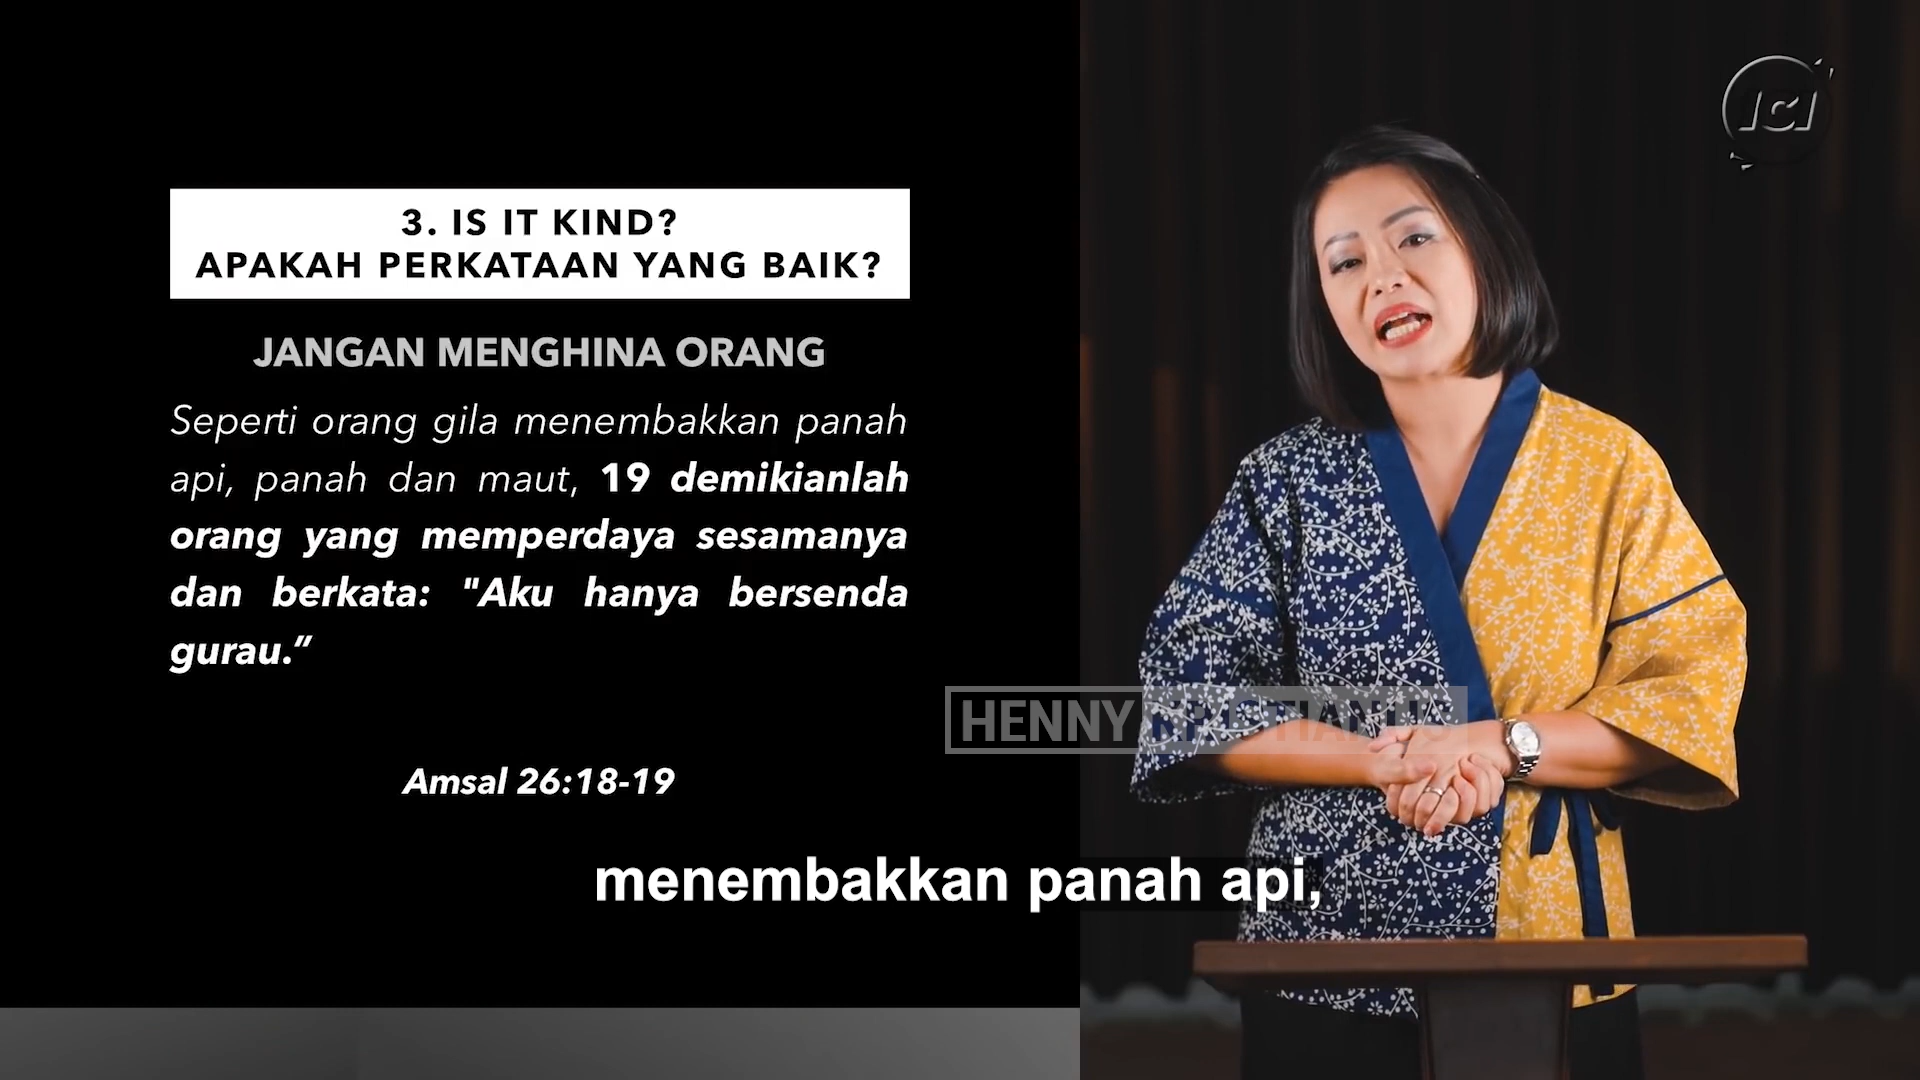 ICI
3. IS IT KIND?
APAKAH PERKATAAN YANG BAIK?
JANGAN MENGHINA ORANG
Seperti orang gila menembakkan panah
api, panah dan maut, 19 demikianlah
orang yang memperdaya sesamanya
dan berkata: "Aku hanya bersenda
gurau.”
HENNY KRISTIANUS
Amsal 26:18-19
menembakkan panah api,